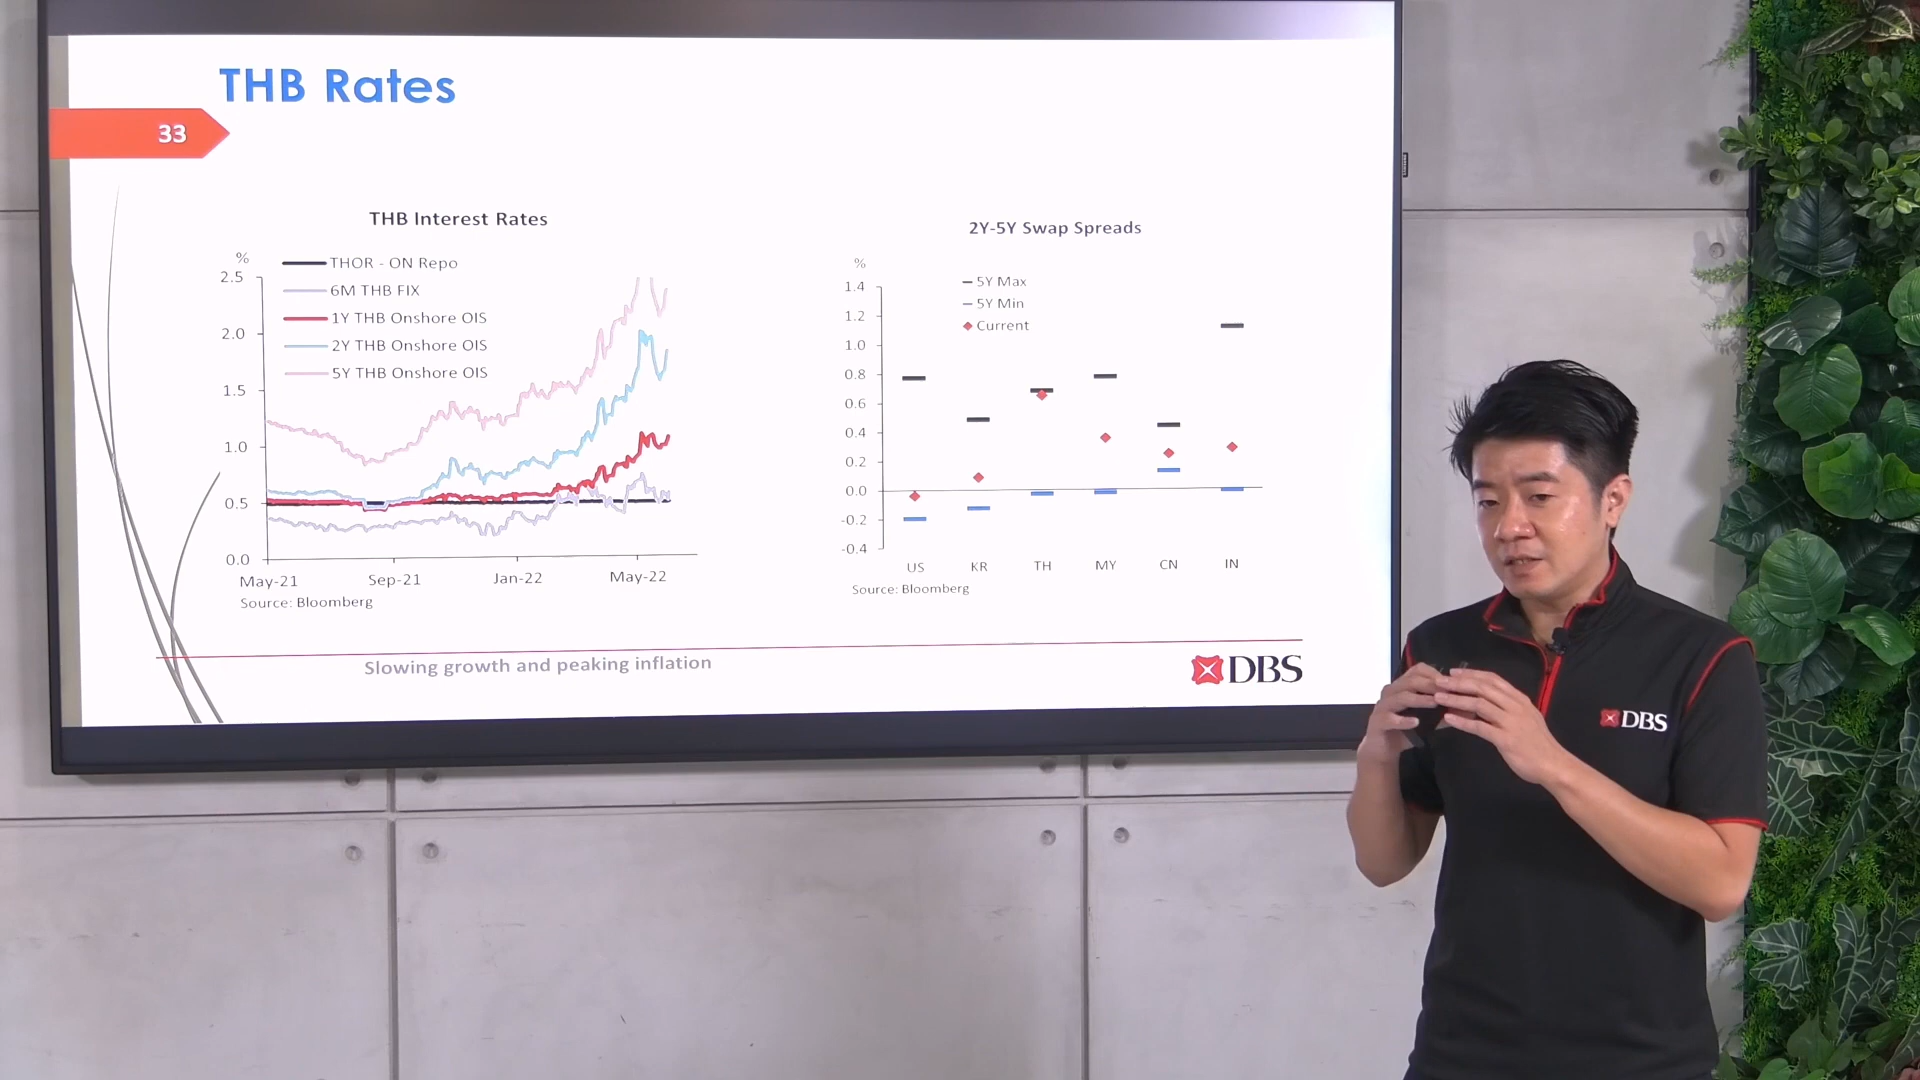 THB Rates
33
THB Interest Rates
%
THOR - ON Repo
6M THB FIX
1Y THB Onshore OIS
2Y THB Onshore OIS
5Y THB Onshore OIS
2.5
2.0
1.5
1.0
0.5
0.0
May-21 Sep-21 Jan-22 May-22
Source: Bloomberg
2Y-5Y Swap Spreads
%
5Y Max
5Y Min
Current
1.4
1.2
1.0
0.8
0.6
0.4
0.2
0.0
-0.2
-0.4
US KR TH MY CN IN
Source: Bloomberg
Slowing growth and peaking inflation
DBS
DBS